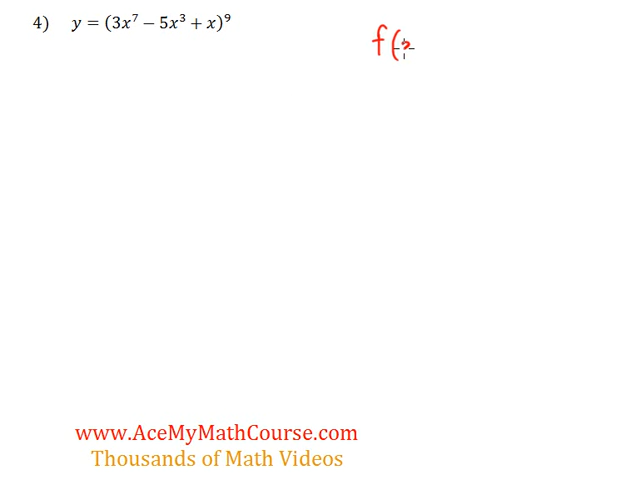 4) y = (3x⁷ − 5x³ + x)⁹
f(
www.AceMyMathCourse.com
Thousands of Math Videos